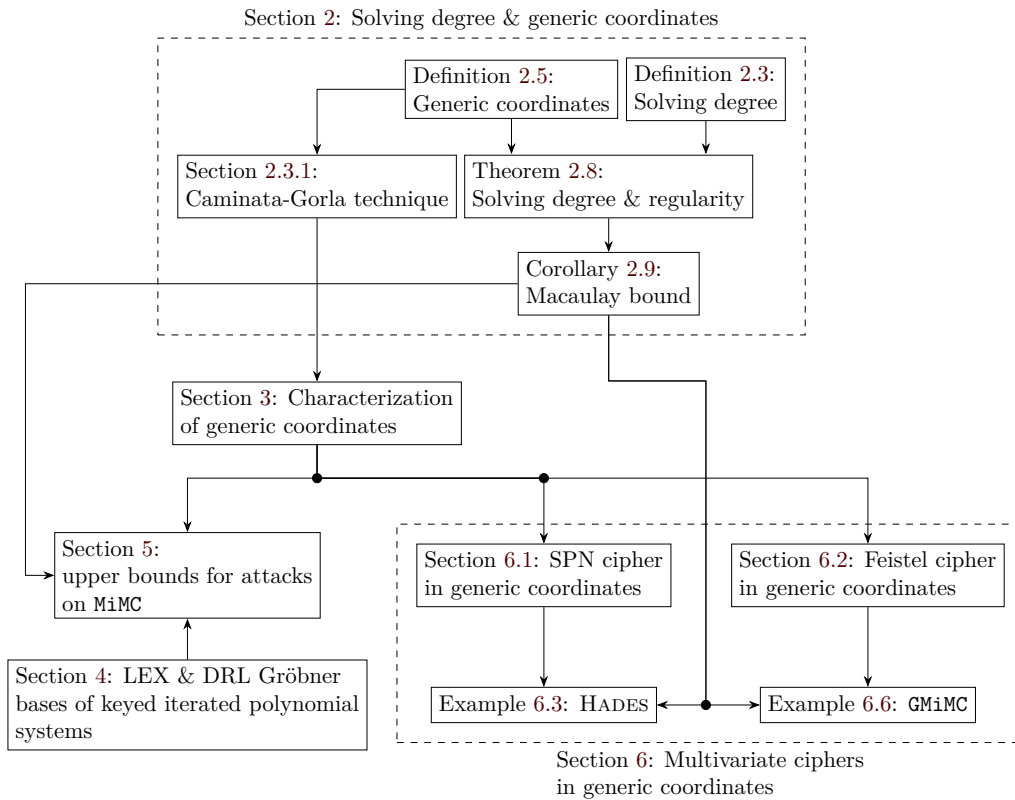 Section 2: Solving degree & generic coordinates
Definition 2.5:
Generic coordinates
Definition 2.3:
Solving degree
Section 2.3.1:
Caminata-Gorla technique
Theorem 2.8:
Solving degree & regularity
Corollary 2.9:
Macaulay bound
Section 3: Characterization
of generic coordinates
Section 5:
upper bounds for attacks
on MiMC
Section 6.1: SPN cipher
in generic coordinates
Section 6.2: Feistel cipher
in generic coordinates
Section 4: LEX & DRL Gröbner
bases of keyed iterated polynomial
systems
Example 6.3: HADES
Example 6.6: GMiMC
Section 6: Multivariate ciphers
in generic coordinates